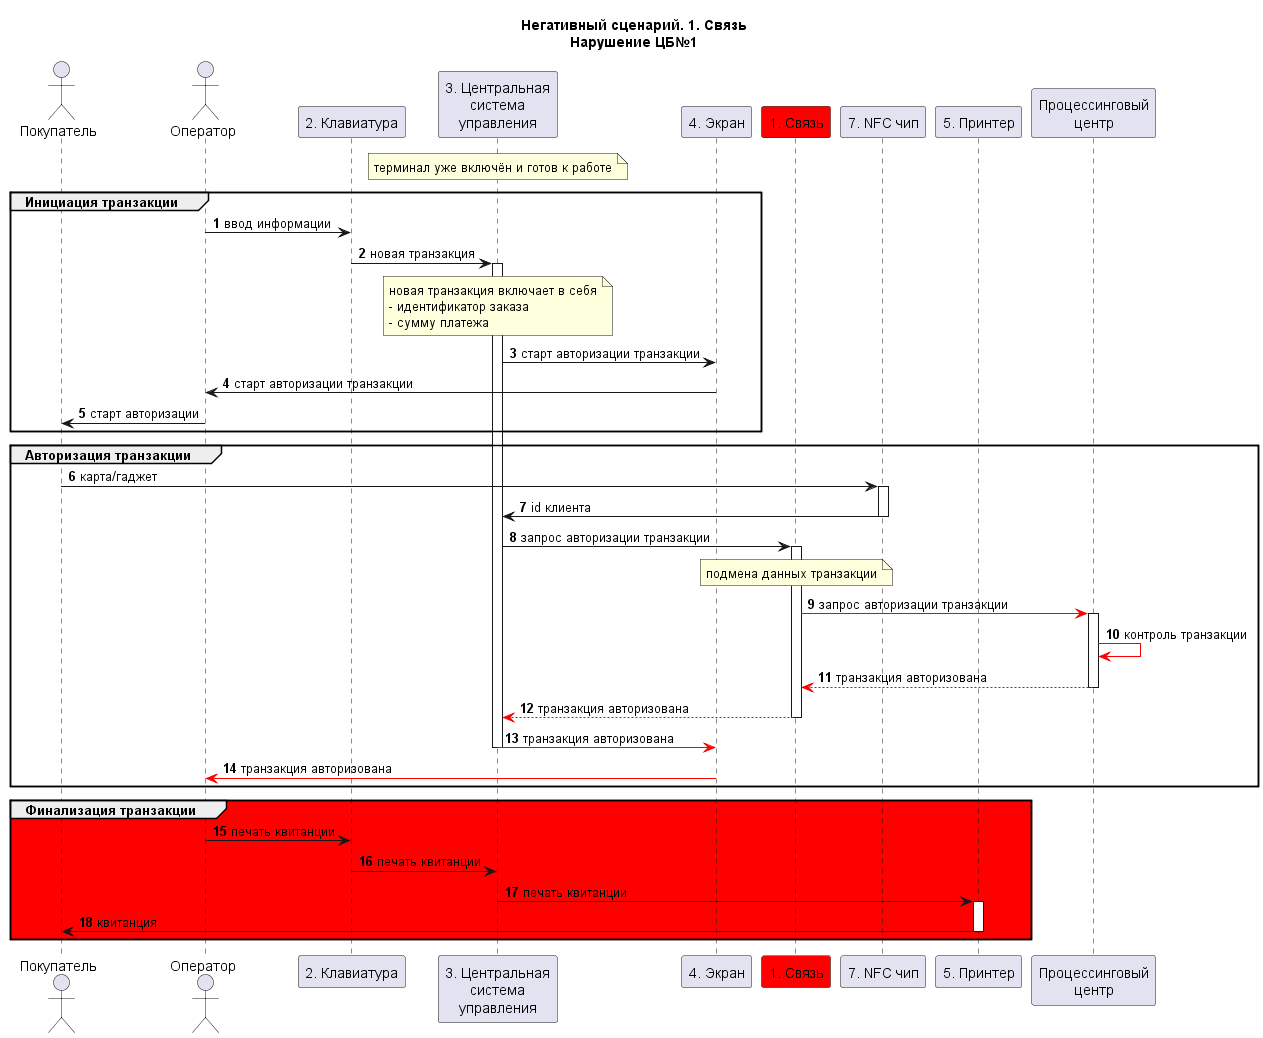 Негативный сценарий. 1. Связь
Нарушение ЦБ№1
Покупатель
Оператор
2. Клавиатура
3. Центральная
система
управления
4. Экран
1. Связь
7. NFC чип
5. Принтер
Процессинговый
центр
терминал уже включён и готов к работе
Инициация транзакции
1 ввод информации
2 новая транзакция
новая транзакция включает в себя
- идентификатор заказа
- сумму платежа
3 старт авторизации транзакции
4 старт авторизации транзакции
5 старт авторизации
Авторизация транзакции
6 карта/гаджет
7 id клиента
8 запрос авторизации транзакции
подмена данных транзакции
9 запрос авторизации транзакции
10 контроль транзакции
11 транзакция авторизована
12 транзакция авторизована
13 транзакция авторизована
14 транзакция авторизована
Финализация транзакции
15 печать квитанции
16 печать квитанции
17 печать квитанции
18 квитанция
Покупатель
Оператор
2. Клавиатура
3. Центральная
система
управления
4. Экран
1. Связь
7. NFC чип
5. Принтер
Процессинговый
центр